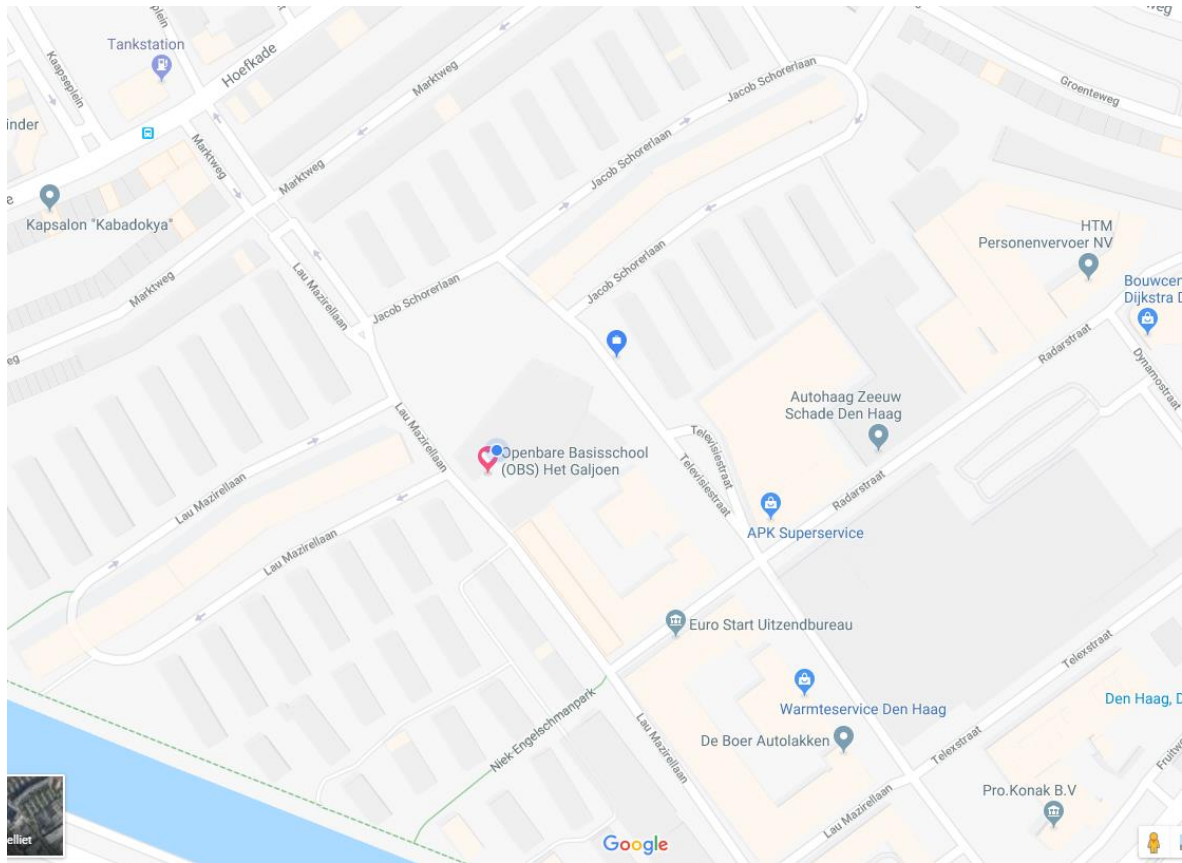 Tankstation
Hoefkade
Kaapseplein
inder
Marktweg
Marktweg
Marktweg
Marktweg
Kapsalon "Kabadokya"
Lau Mazirellaan
Jacob Schorerlaan
Jacob Schorerlaan
Jacob Schorerlaan
Jacob Schorerlaan
Groenteweg
weg
HTM
Personenvervoer NV
Bouwcen
Dijkstra D
Radarstraat
Dynamostraat
Autohaag Zeeuw
Schade Den Haag
Lau Mazirellaan
Openbare Basisschool
(OBS) Het Galjoen
Televisiestraat
Televisiestraat
Radarstraat
Lau Mazirellaan
APK Superservice
Lau Mazirellaan
Euro Start Uitzendbureau
Telexstraat
Warmteservice Den Haag
Den Haag, D
Niek-Engelschmanpark
Lau Mazirellaan
De Boer Autolakken
Telexstraat
Fruitw
Pro.Konak B.V
Lau Mazirellaan
elliet
Google